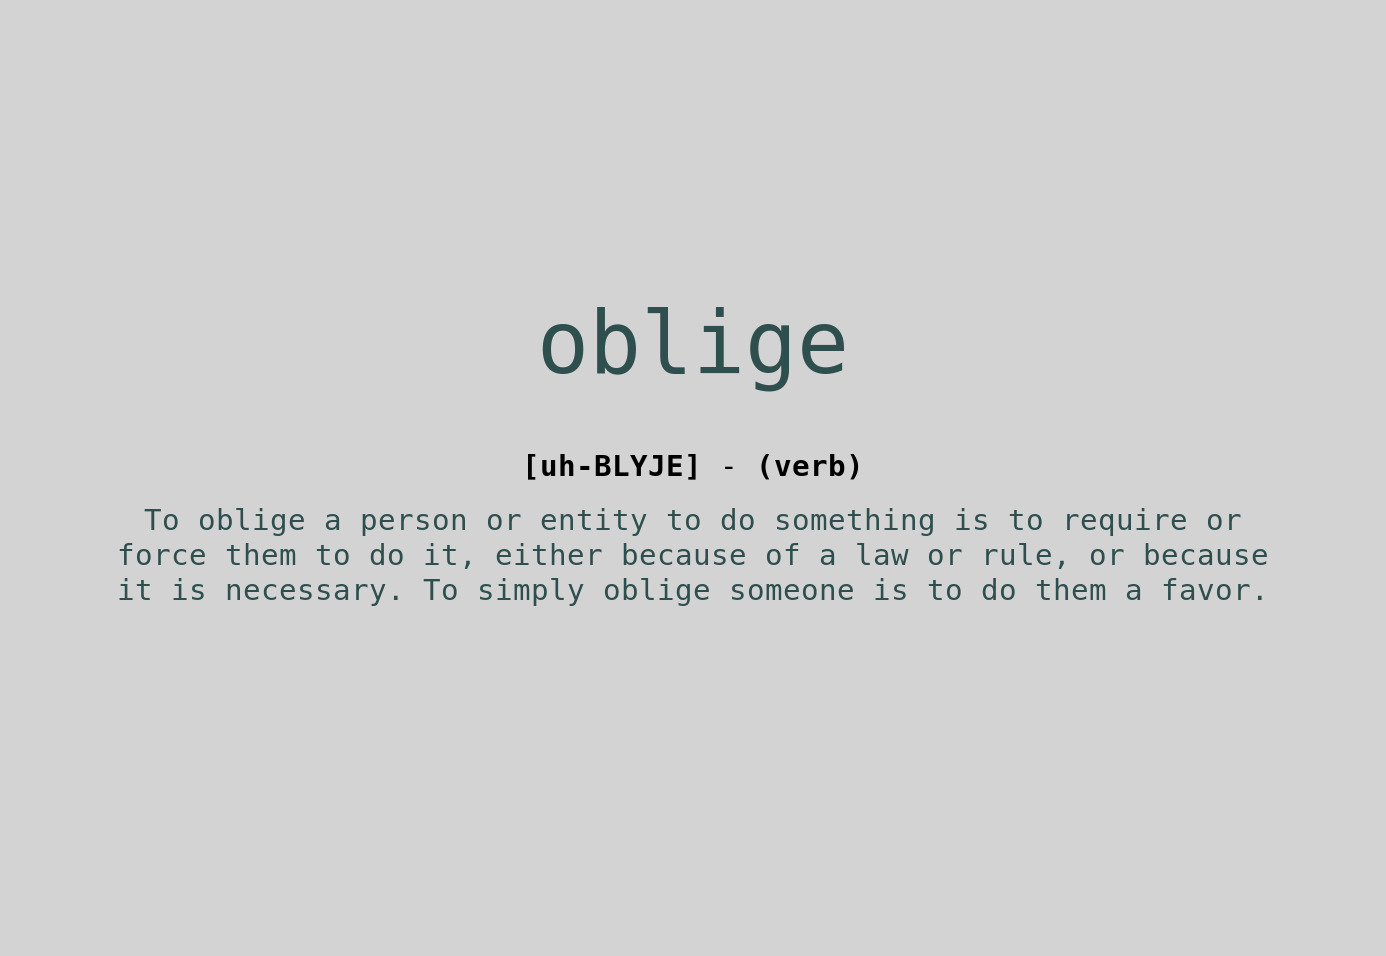 oblige
[uh-BLYJE] - (verb)
To oblige a person or entity to do something is to require or
force them to do it, either because of a law or rule, or because
it is necessary. To simply oblige someone is to do them a favor.